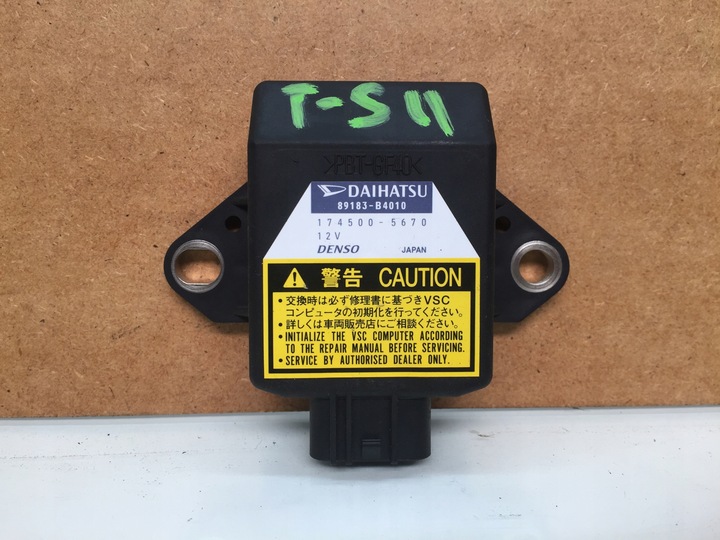 T-S 11
>PBT-GF40<
DAIHATSU
89183-B4010
174500-5670
12V
DENSO JAPAN
警告 CAUTION
・交換時は必ず修理書に基づきVSC
コンピュータの初期化を行ってください。
・詳しくは車両販売店にご相談ください。
・INITIALIZE THE VSC COMPUTER ACCORDING
TO THE REPAIR MANUAL BEFORE SERVICING.
・SERVICE BY AUTHORISED DEALER ONLY.